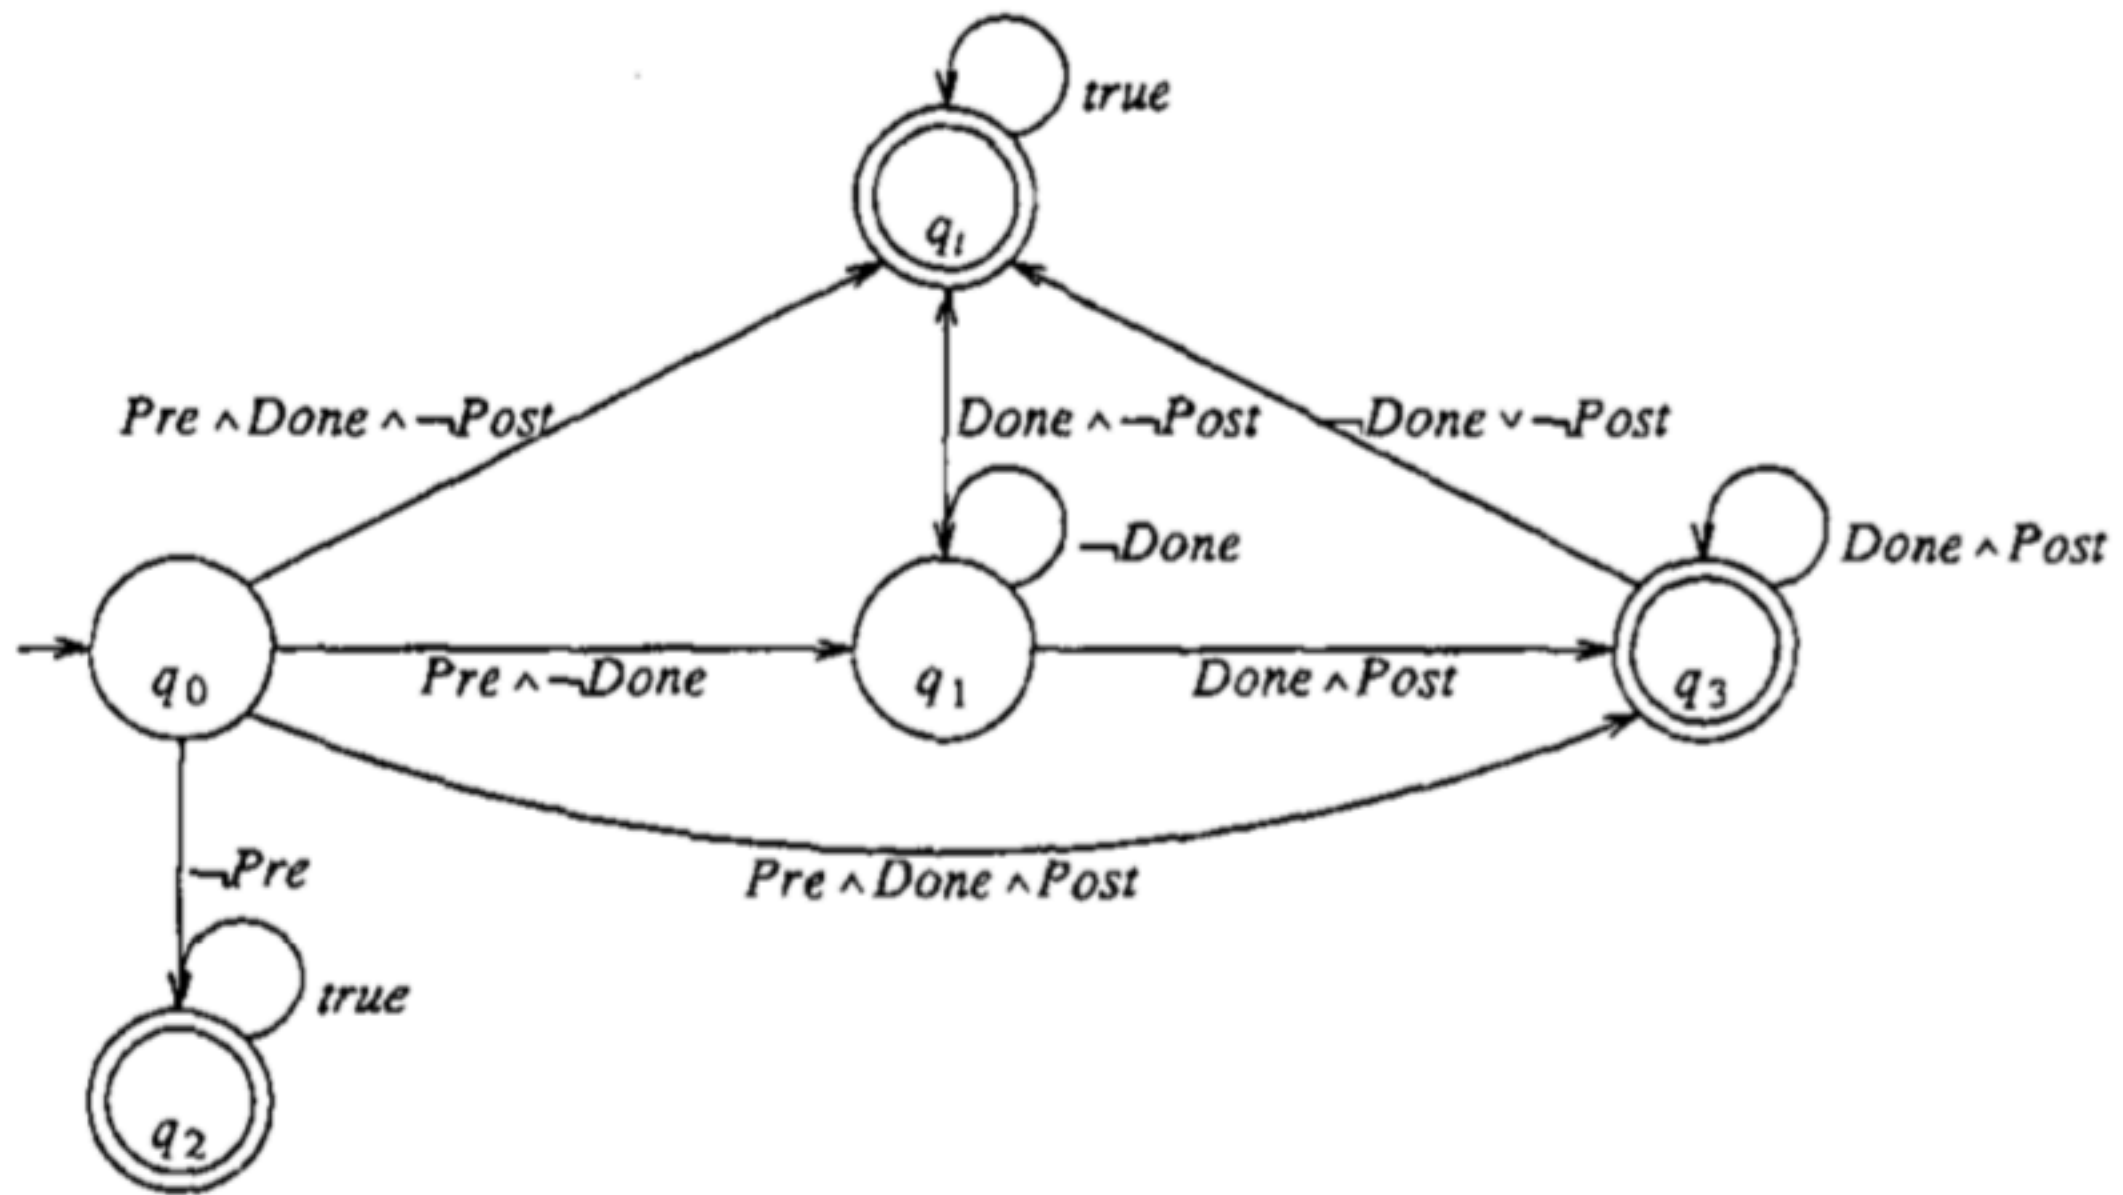 true
qt
Pre ∧ Done ∧ ¬Post
Done ∧ ¬Post
¬Done ∨ ¬Post
¬Done
Done ∧ Post
q0
Pre ∧ ¬Done
q1
Done ∧ Post
q3
¬Pre
Pre ∧ Done ∧ Post
true
q2